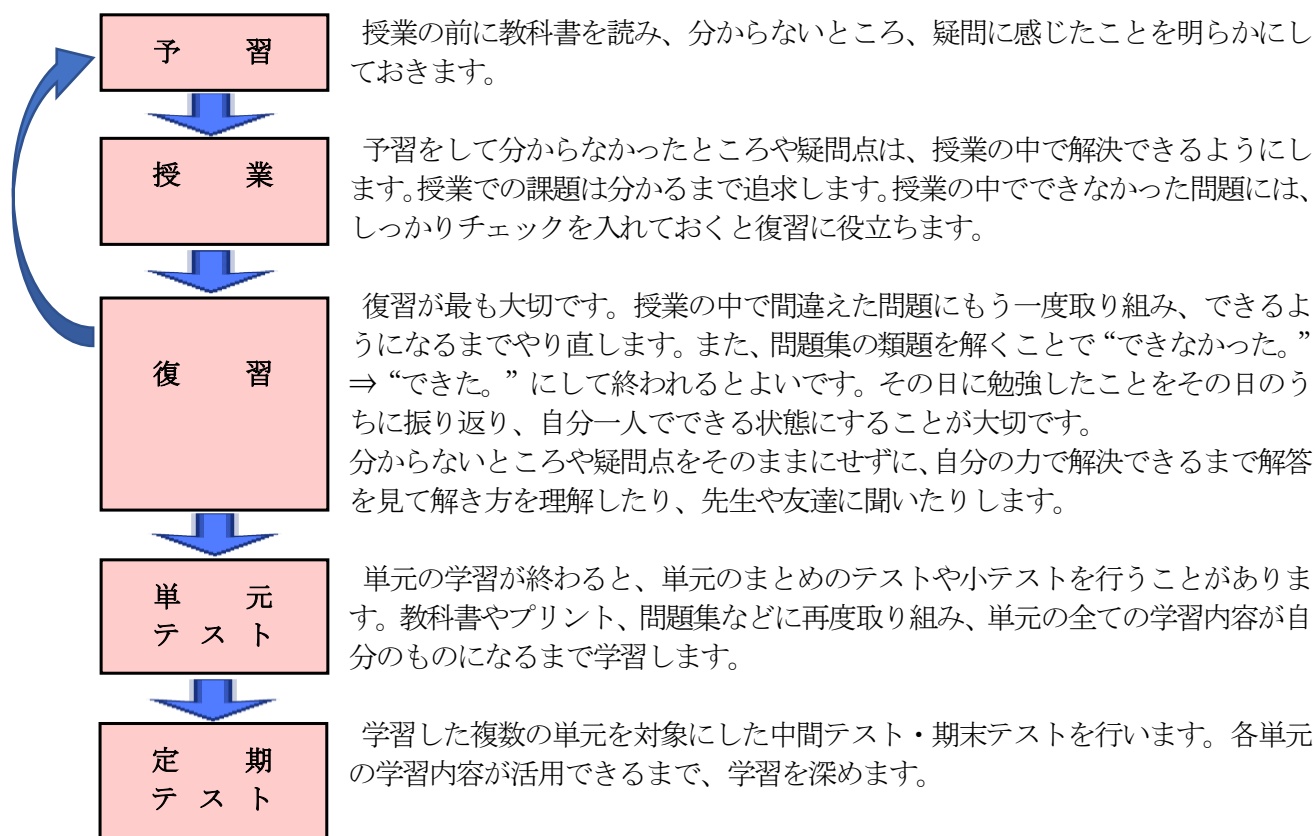 予　習
授業の前に教科書を読み、分からないところ、疑問に感じたことを明らかにし
ておきます。
授　業
予習をして分からなかったところや疑問点は、授業の中で解決できるようにし
ます。授業での課題は分かるまで追求します。授業の中でできなかった問題には、
しっかりチェックを入れておくと復習に役立ちます。
復　習
復習が最も大切です。授業の中で間違えた問題にもう一度取り組み、できるよ
うになるまでやり直します。また、問題集の類題を解くことで“できなかった。”
⇒“できた。”にして終われるとよいです。その日に勉強したことをその日のう
ちに振り返り、自分一人でできる状態にすることが大切です。
分からないところや疑問点をそのままにせずに、自分の力で解決できるまで解答
を見て解き方を理解したり、先生や友達に聞いたりします。
単　元
テスト
単元の学習が終わると、単元のまとめのテストや小テストを行うことがありま
す。教科書やプリント、問題集などに再度取り組み、単元の全ての学習内容が自
分のものになるまで学習します。
定　期
テスト
学習した複数の単元を対象にした中間テスト・期末テストを行います。各単元
の学習内容が活用できるまで、学習を深めます。